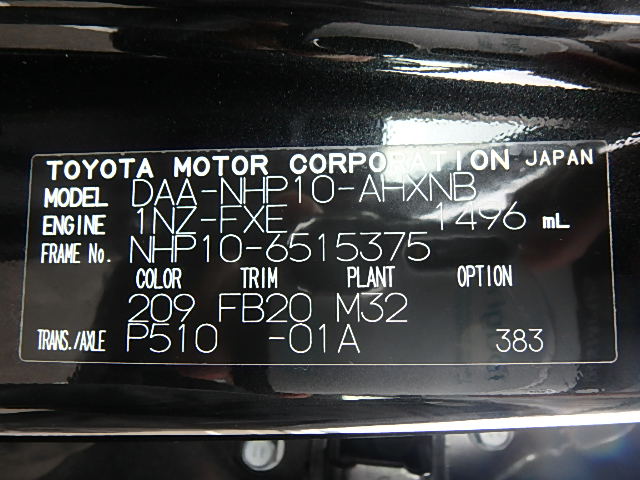 TOYOTA MOTOR CORPORATION JAPAN
MODEL DAA-NHP10-AHXNB
ENGINE 1NZ-FXE 1496 mL
FRAME No. NHP10-6515375
COLOR TRIM PLANT OPTION
209 FB20 M32
TRANS./AXLE P510 -01A 383